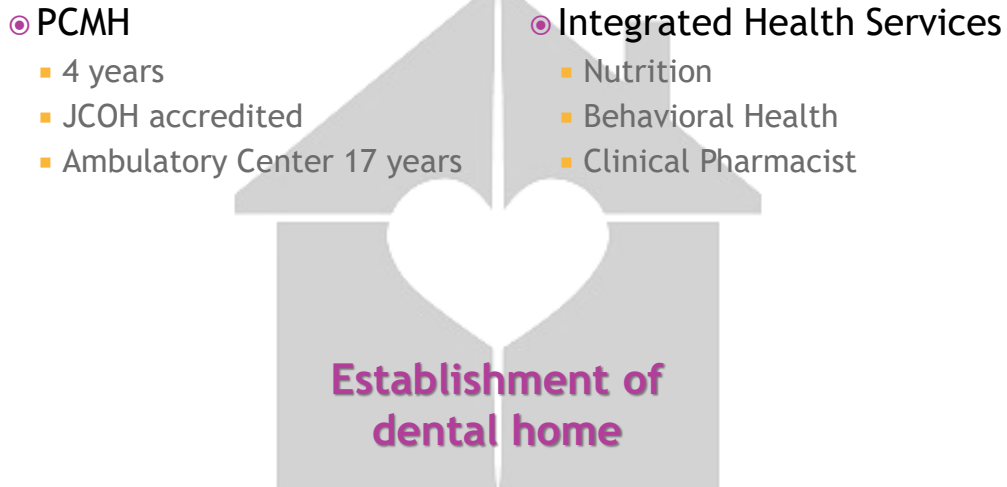 PCMH
4 years
JCOH accredited
Ambulatory Center 17 years
Integrated Health Services
Nutrition
Behavioral Health
Clinical Pharmacist
Establishment of
dental home